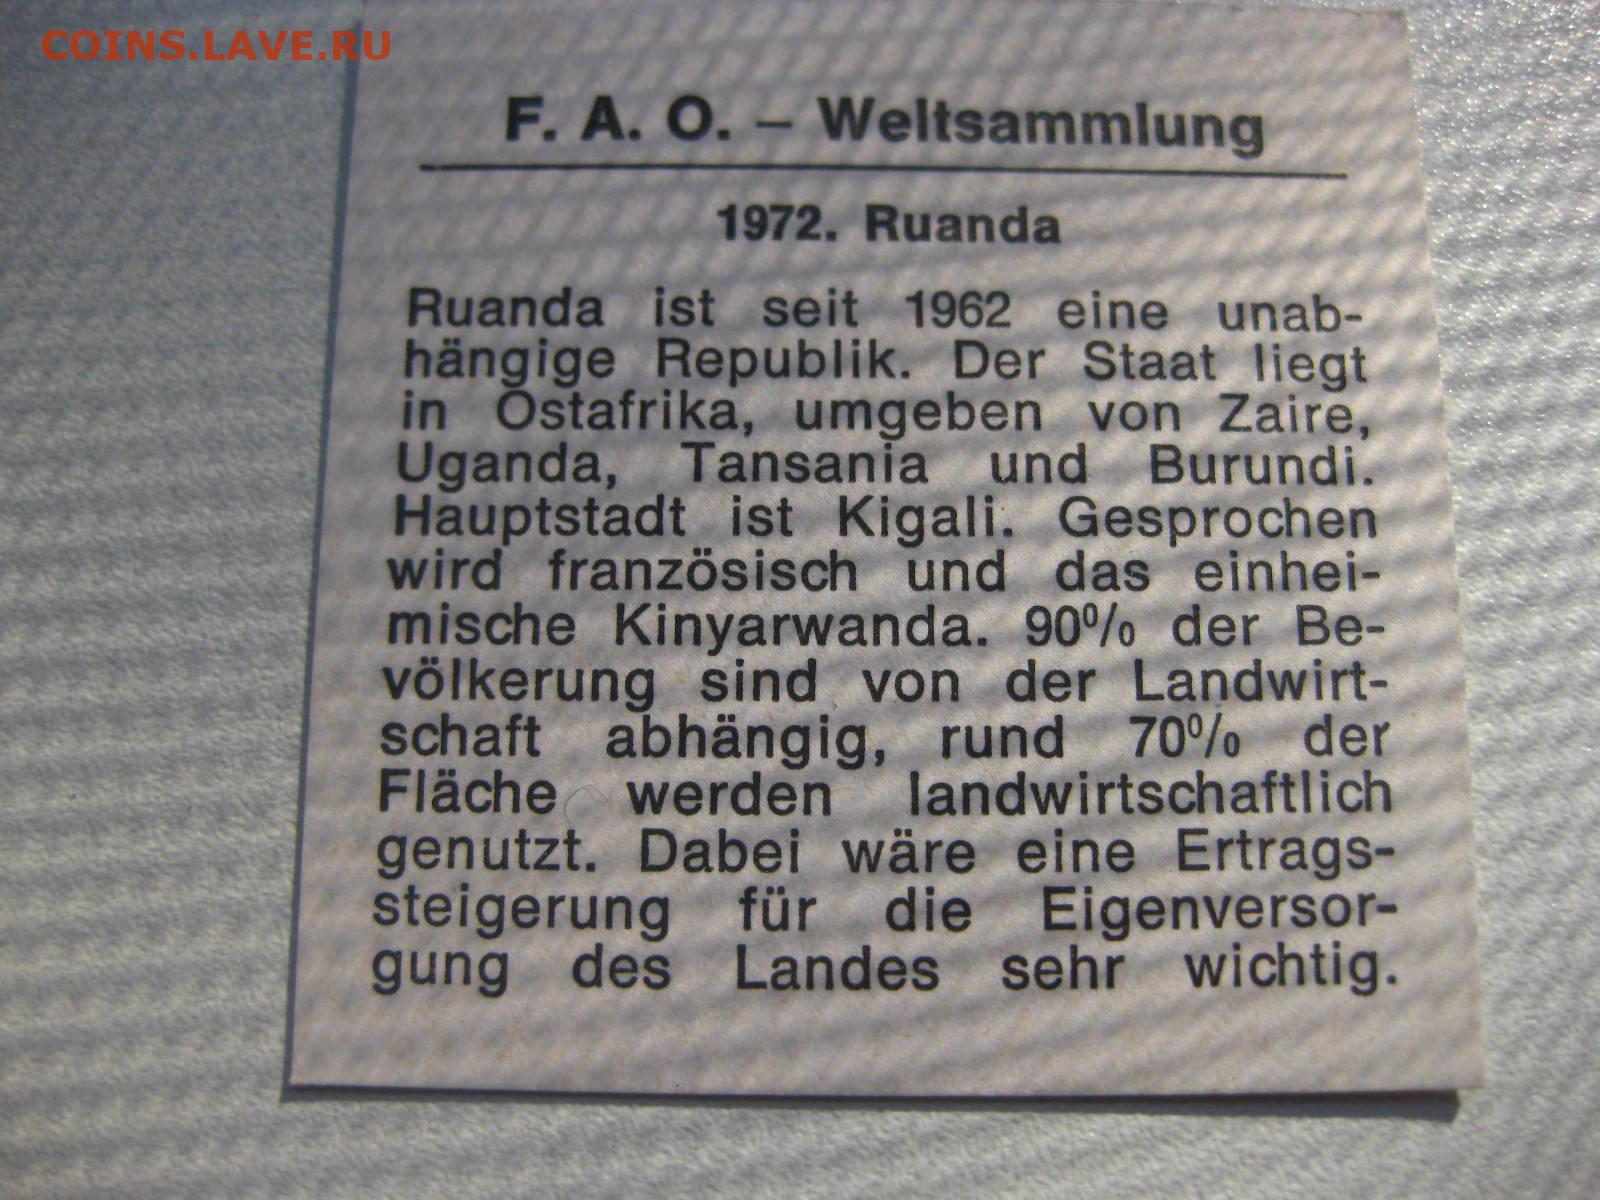 COINS.LAVE.RU
F. A. O. – Weltsammlung
1972. Ruanda
Ruanda ist seit 1962 eine unab-
hängige Republik. Der Staat liegt
in Ostafrika, umgeben von Zaire,
Uganda, Tansania und Burundi.
Hauptstadt ist Kigali. Gesprochen
wird französisch und das einhei-
mische Kinyarwanda. 90% der Be-
völkerung sind von der Landwirt-
schaft abhängig, rund 70% der
Fläche werden landwirtschaftlich
genutzt. Dabei wäre eine Ertrags-
steigerung für die Eigenversor-
gung des Landes sehr wichtig.